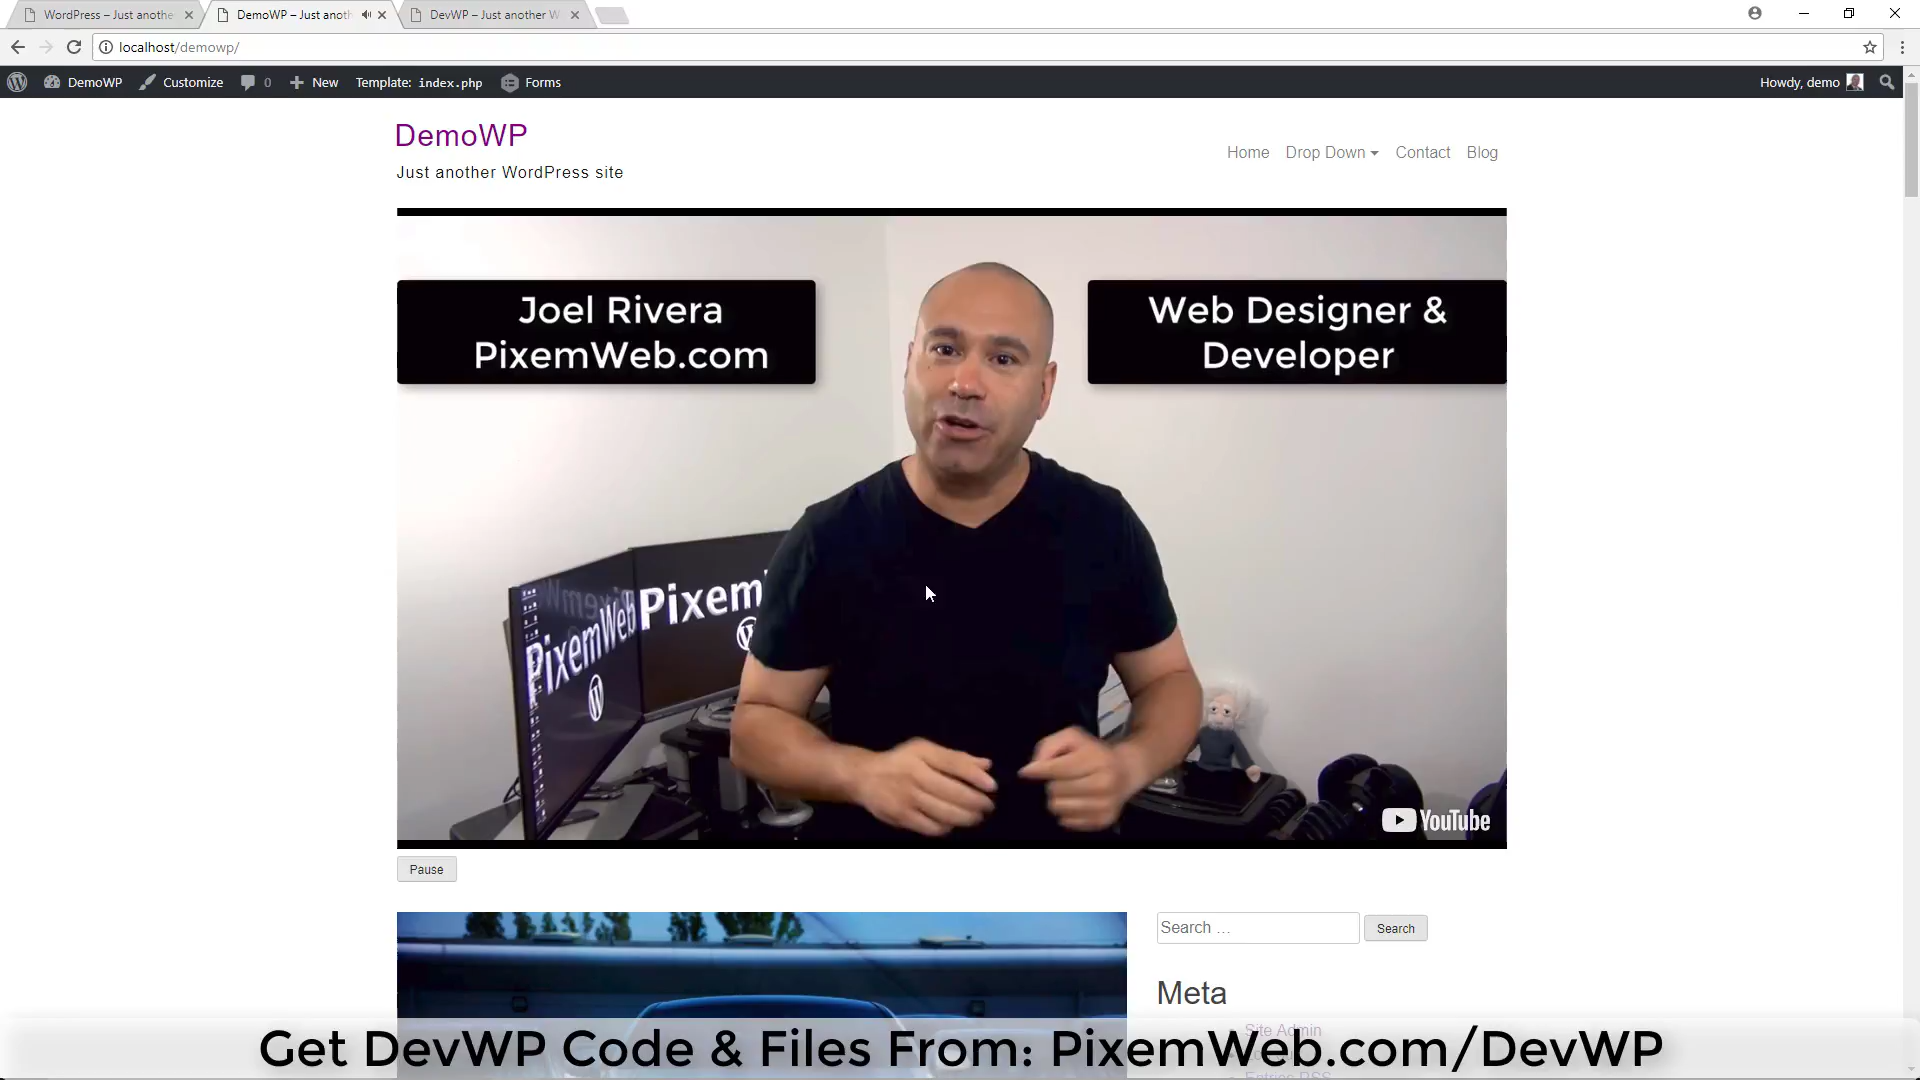 WordPress – Just anothe
DemoWP – Just anoth
DevWP – Just another W
localhost/demowp/
DemoWP
Customize
0
New
Template: index.php
Forms
Howdy, demo
DemoWP
Just another WordPress site
Home
Drop Down
Contact
Blog
Joel Rivera
PixemWeb.com
Web Designer &
Developer
PixemWeb
Pixem
YouTube
Pause
Search …
Search
Meta
Site Admin
Entries RSS
Get DevWP Code & Files From: PixemWeb.com/DevWP